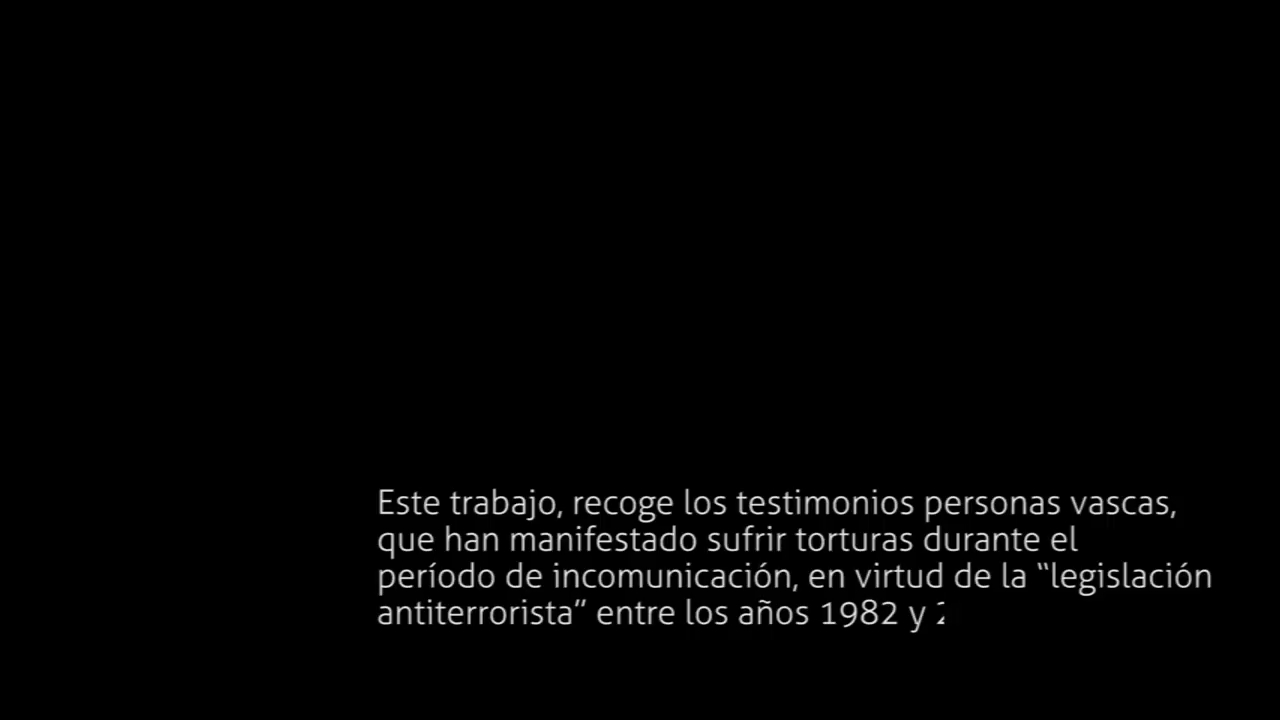 Este trabajo, recoge los testimonios personas vascas,
que han manifestado sufrir torturas durante el
período de incomunicación, en virtud de la “legislación
antiterrorista” entre los años 1982 y